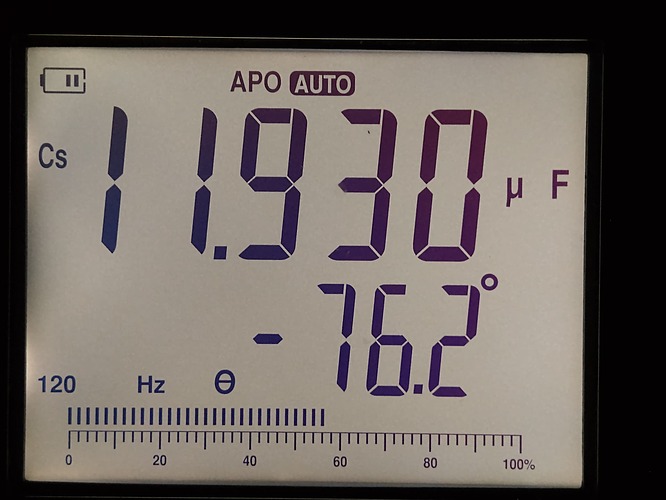 APO AUTO
Cs 11.930 µ F
-76.2°
120 Hz θ
0 20 40 60 80 100%